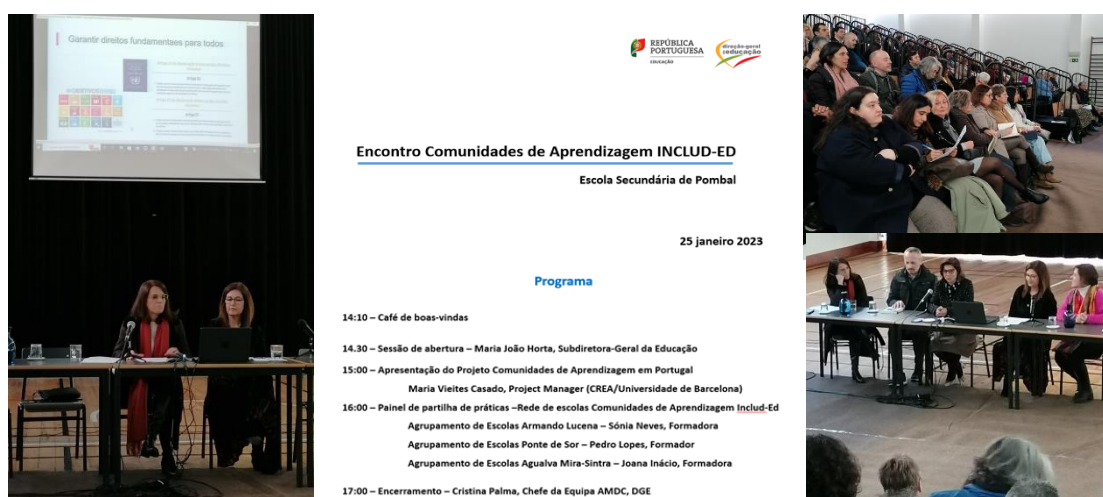 Garantir direitos fundamentaes para todos
REPÚBLICA
PORTUGUESA
EDUCAÇÃO
direção-geral
da educação
Encontro Comunidades de Aprendizagem INCLUD-ED
Escola Secundária de Pombal
25 janeiro 2023
Programa
14:10 – Café de boas-vindas
14.30 – Sessão de abertura – Maria João Horta, Subdiretora-Geral da Educação
15:00 – Apresentação do Projeto Comunidades de Aprendizagem em Portugal
Maria Vieites Casado, Project Manager (CREA/Universidade de Barcelona)
16:00 – Painel de partilha de práticas –Rede de escolas Comunidades de Aprendizagem Includ-Ed
Agrupamento de Escolas Armando Lucena – Sónia Neves, Formadora
Agrupamento de Escolas Ponte de Sor – Pedro Lopes, Formador
Agrupamento de Escolas Agualva Mira-Sintra – Joana Inácio, Formadora
17:00 – Encerramento – Cristina Palma, Chefe da Equipa AMDC, DGE